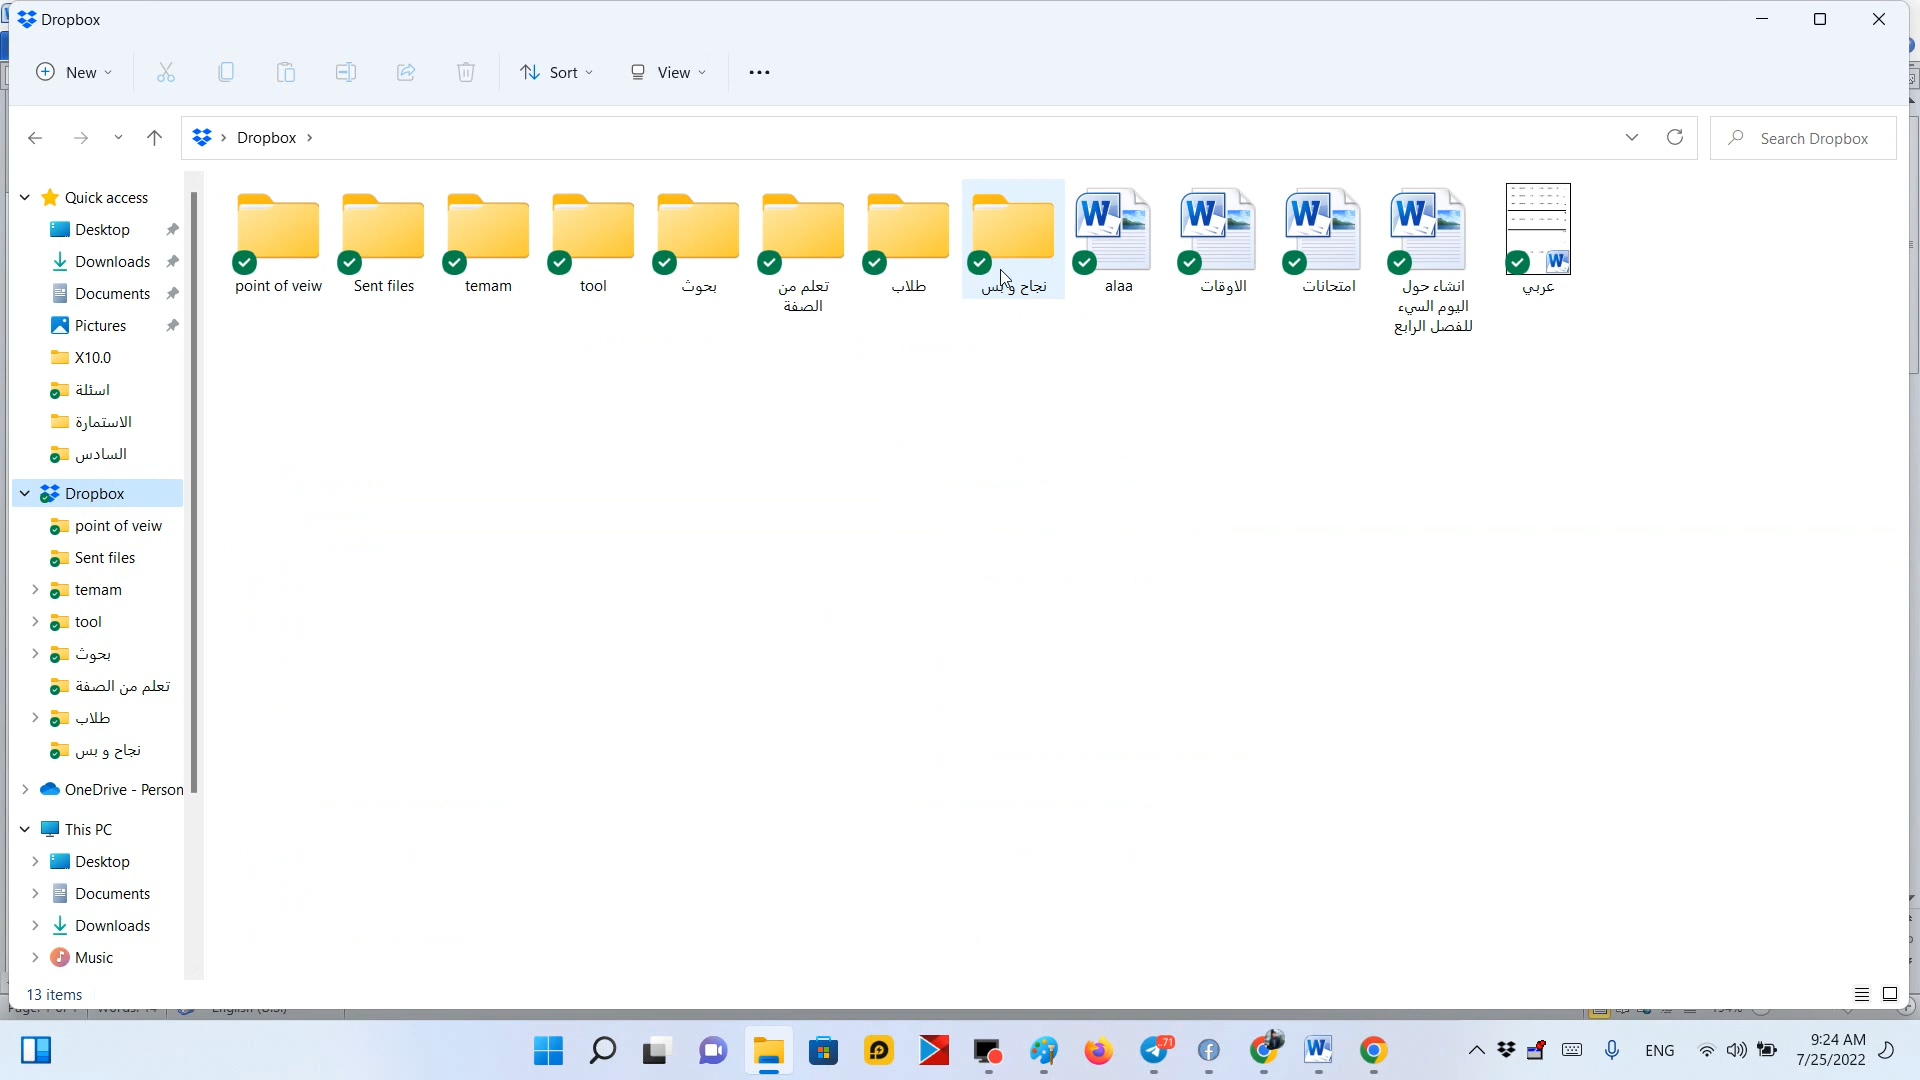 Dropbox
New
Sort
View
Dropbox
Search Dropbox
Quick access
Desktop
Downloads
Documents
Pictures
X10.0
اسئلة
الاستمارة
السادس
Dropbox
point of veiw
Sent files
temam
tool
بحوث
تعلم من الصفة
طلاب
نجاح و بس
OneDrive - Person
This PC
Desktop
Documents
Downloads
Music
point of veiw
Sent files
temam
tool
بحوث
تعلم من
الصفة
طلاب
نجاح و بس
alaa
الاوقات
امتحانات
انشاء حول
اليوم السيء
للفصل الرابع
عربي
13 items
71
ENG
9:24 AM
7/25/2022